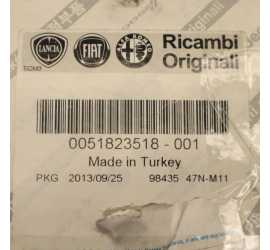 LANCIA FIAT ALFA ROMEO Ricambi
Originali
0051823518 - 001
Made in Turkey
PKG 2013/09/25 98435 47N-M11